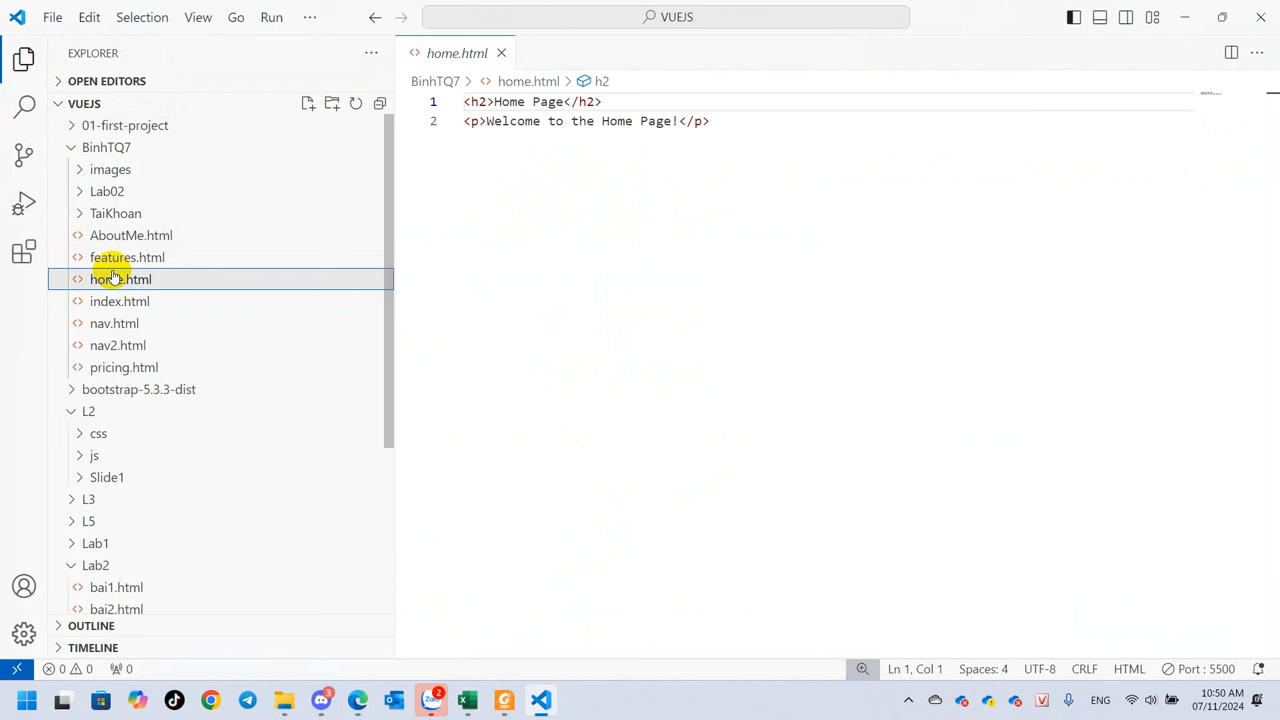 File Edit Selection View Go Run ··· VUEJS
EXPLORER ···
OPEN EDITORS
VUEJS
01-first-project
BinhTQ7
images
Lab02
TaiKhoan
AboutMe.html
features.html
home.html
index.html
nav.html
nav2.html
pricing.html
bootstrap-5.3.3-dist
L2
css
js
Slide1
L3
L5
Lab1
Lab2
bai1.html
bai2.html
OUTLINE
TIMELINE
home.html
BinhTQ7 > home.html > h2
1 <h2>Home Page</h2>
2 <p>Welcome to the Home Page!</p>
0 0 0 Ln 1, Col 1 Spaces: 4 UTF-8 CRLF HTML Port : 5500
3 Zalo 2 V ENG 10:50 AM
07/11/2024